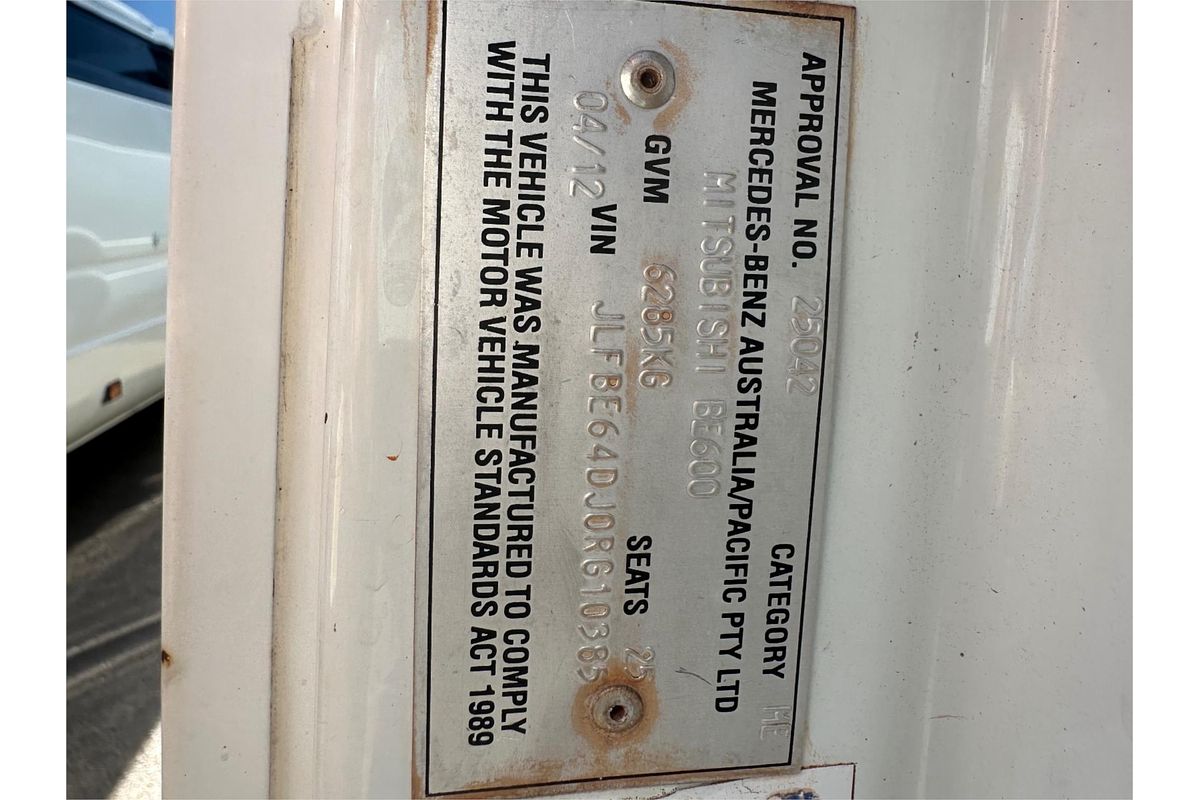 APPROVAL NO. 25042 CATEGORY ME
MERCEDES-BENZ AUSTRALIA/PACIFIC PTY LTD
MITSUBISHI BE600
GVM 6285KG SEATS 25
04/12 VIN JLFBE64DJ0RG10385
THIS VEHICLE WAS MANUFACTURED TO COMPLY
WITH THE MOTOR VEHICLE STANDARDS ACT 1989